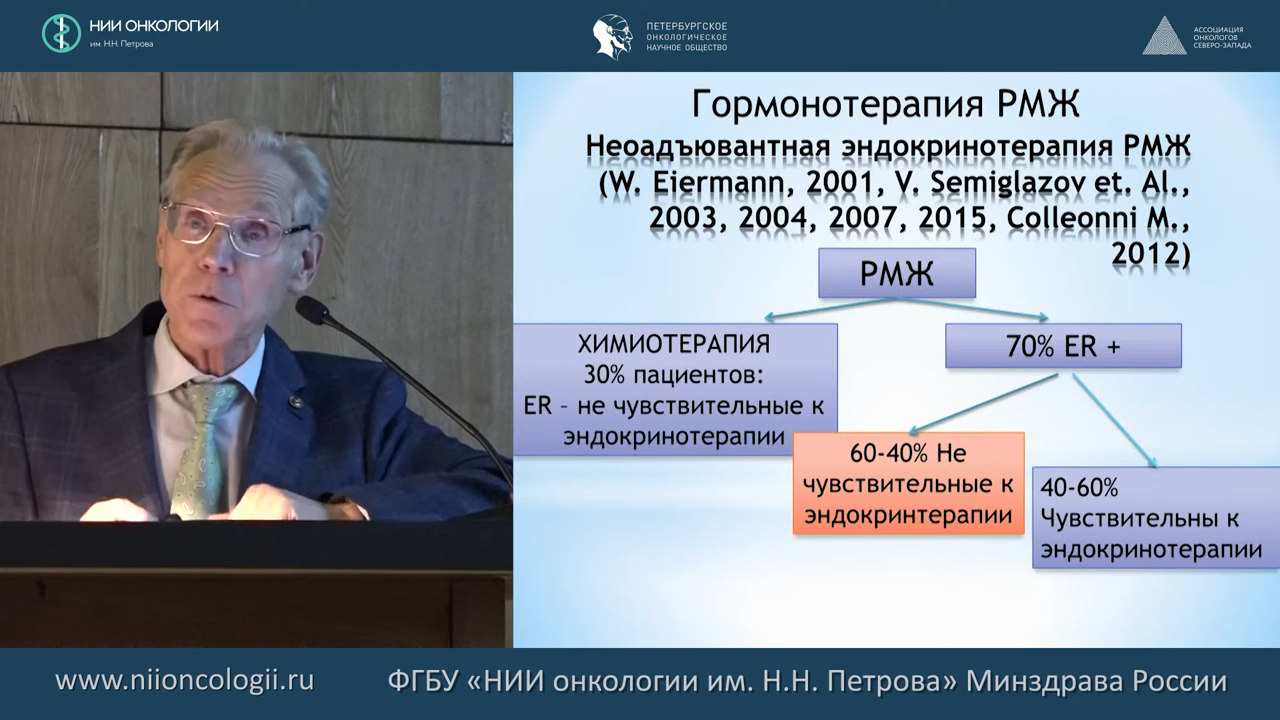 НИИ ОНКОЛОГИИ
им. Н.Н. Петрова
ПЕТЕРБУРГСКОЕ
ОНКОЛОГИЧЕСКОЕ
НАУЧНОЕ ОБЩЕСТВО
АССОЦИАЦИЯ
ОНКОЛОГОВ
СЕВЕРО-ЗАПАДА
Гормонотерапия РМЖ
Неоадъювантная эндокринотерапия РМЖ
(W. Eiermann, 2001, V. Semiglazov et. Al.,
2003, 2004, 2007, 2015, Colleonni M.,
2012)
РМЖ
ХИМИОТЕРАПИЯ
30% пациентов:
ER – не чувствительные к
эндокринотерапии
70% ER +
60-40% Не
чувствительные к
эндокринтерапии
40-60%
Чувствительны к
эндокринотерапии
www.niioncologii.ru
ФГБУ «НИИ онкологии им. Н.Н. Петрова» Минздрава России